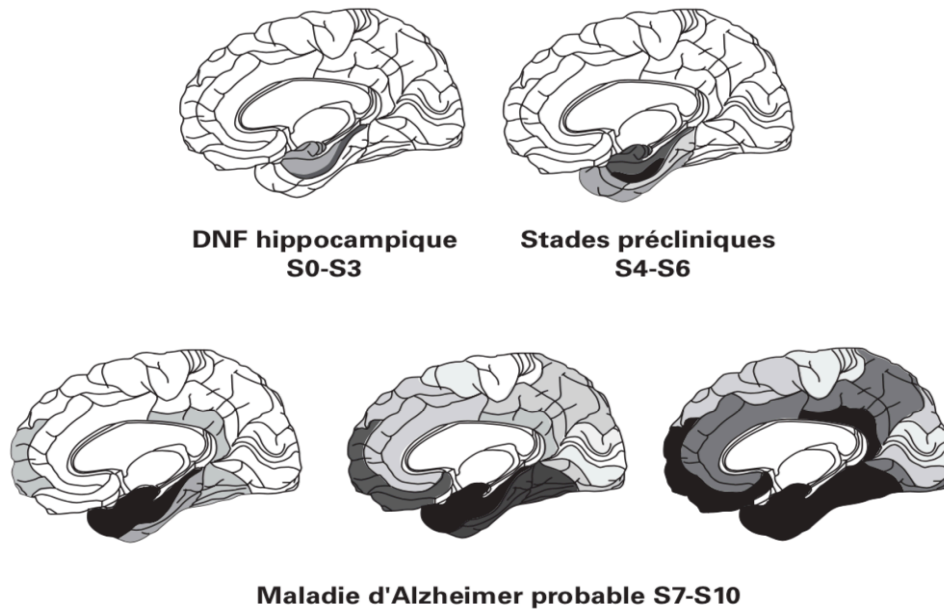 DNF hippocampique
S0-S3
Stades précliniques
S4-S6
Maladie d'Alzheimer probable S7-S10